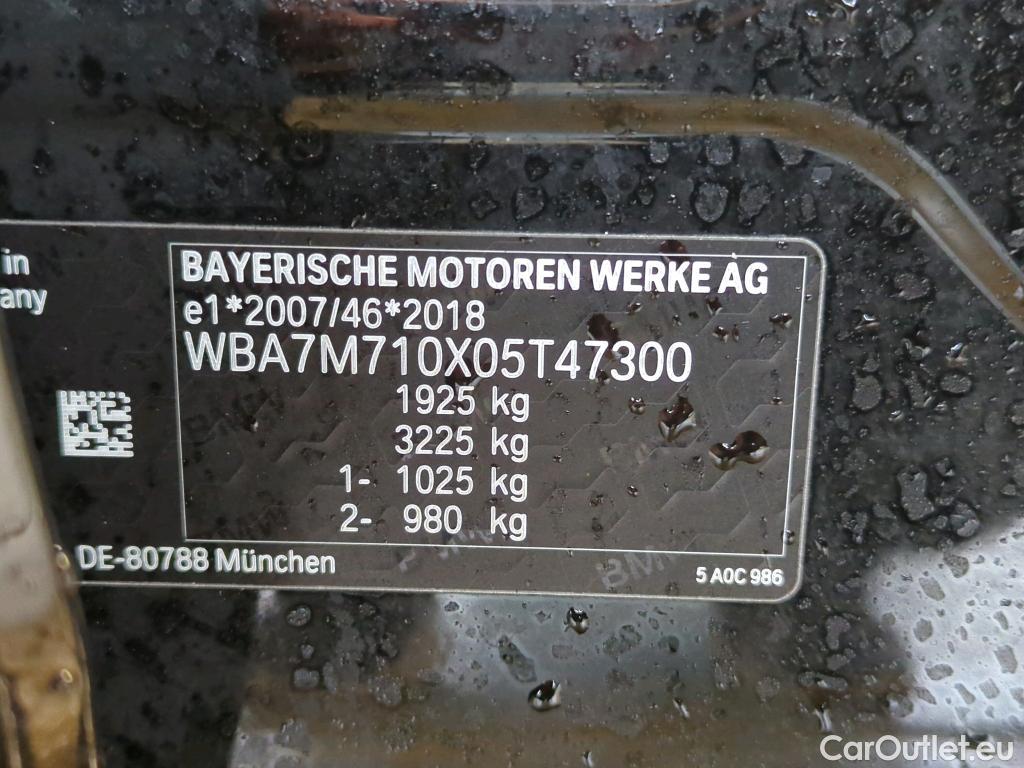 in
any
BAYERISCHE MOTOREN WERKE AG
e1*2007/46*2018
WBA7M710X05T47300
1925 kg
3225 kg
1- 1025 kg
2- 980 kg
DE-80788 München
5 A0C 986
BMW
CarOutlet.eu